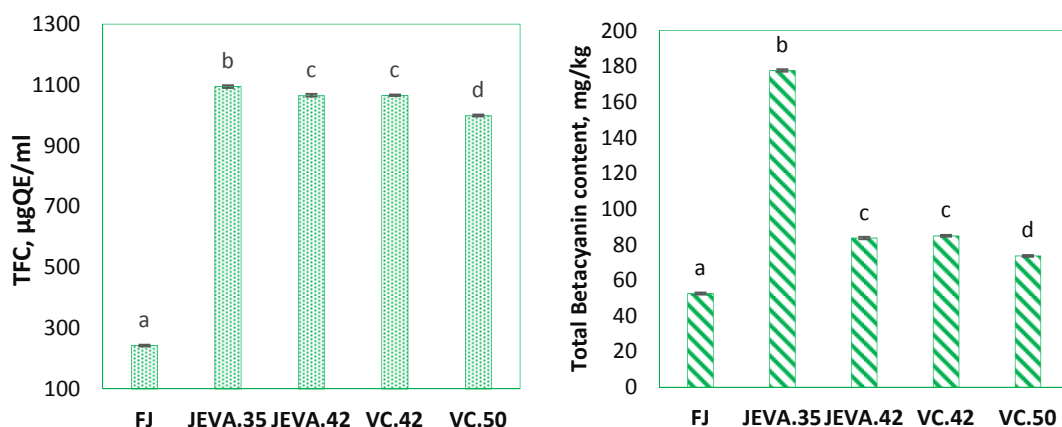 TFC, µgQE/ml
1300
1100
900
700
500
300
100
a
b
c
c
d
FJ JEVA.35 JEVA.42 VC.42 VC.50
Total Betacyanin content, mg/kg
200
180
160
140
120
100
80
60
40
20
0
a
b
c
c
d
FJ JEVA.35 JEVA.42 VC.42 VC.50